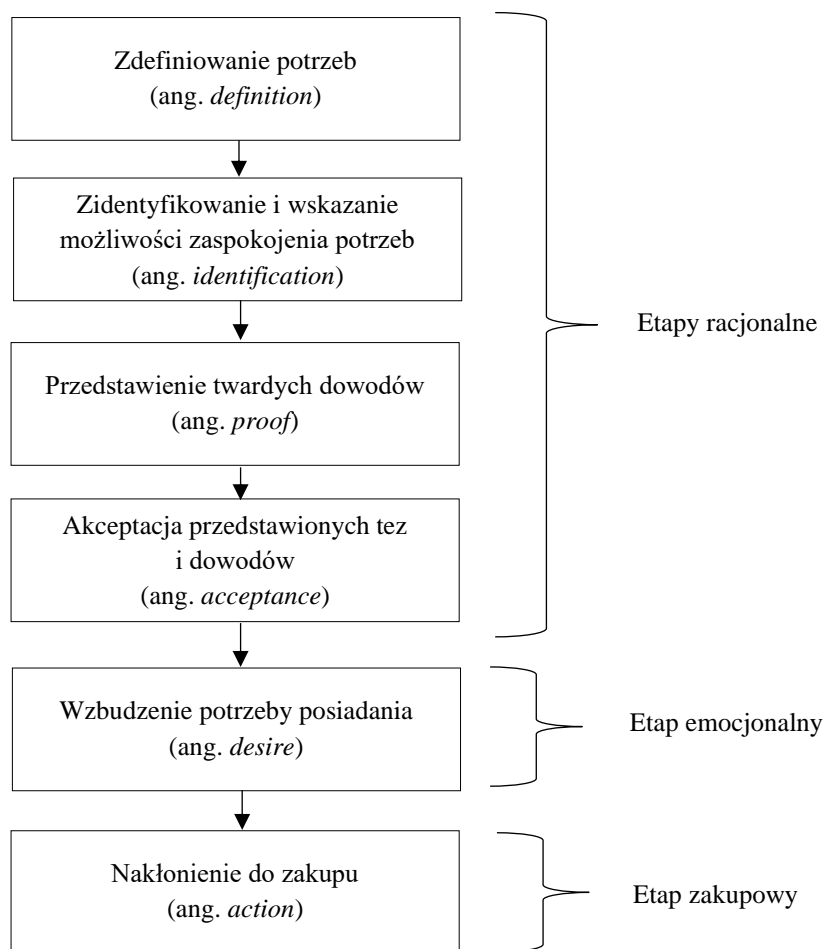 Zdefiniowanie potrzeb
(ang. definition)
Zidentyfikowanie i wskazanie
możliwości zaspokojenia potrzeb
(ang. identification)
Etapy racjonalne
Przedstawienie twardych dowodów
(ang. proof)
Akceptacja przedstawionych tez
i dowodów
(ang. acceptance)
Wzbudzenie potrzeby posiadania
(ang. desire)
Etap emocjonalny
Nakłonienie do zakupu
(ang. action)
Etap zakupowy